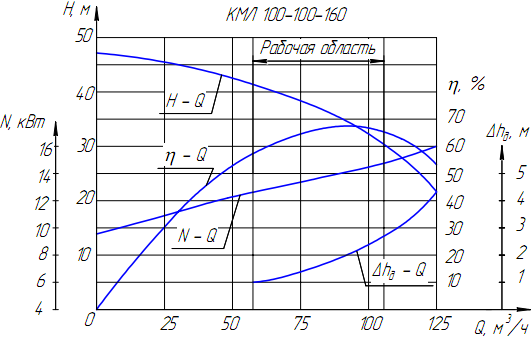 H, м
КМЛ 100-100-160
50
Рабочая область
η, %
40
H - Q
70
N, кВт
Δhд, м
30
60
16
η - Q
14
50
5
20
12
40
4
N - Q
10
30
3
10
8
20
2
Δhд - Q
6
10
1
4
0
25
50
75
100
125
Q, м³/ч